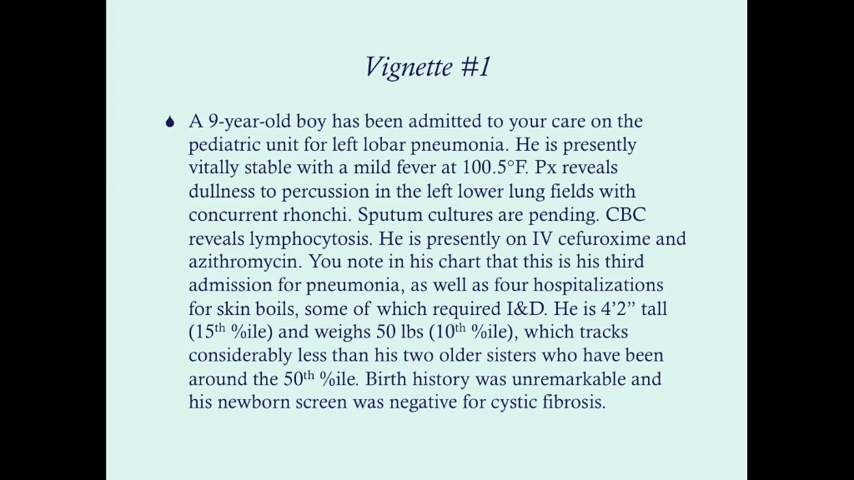 Vignette #1
A 9-year-old boy has been admitted to your care on the
pediatric unit for left lobar pneumonia. He is presently
vitally stable with a mild fever at 100.5°F. Px reveals
dullness to percussion in the left lower lung fields with
concurrent rhonchi. Sputum cultures are pending. CBC
reveals lymphocytosis. He is presently on IV cefuroxime and
azithromycin. You note in his chart that this is his third
admission for pneumonia, as well as four hospitalizations
for skin boils, some of which required I&D. He is 4’2” tall
(15th %ile) and weighs 50 lbs (10th %ile), which tracks
considerably less than his two older sisters who have been
around the 50th %ile. Birth history was unremarkable and
his newborn screen was negative for cystic fibrosis.